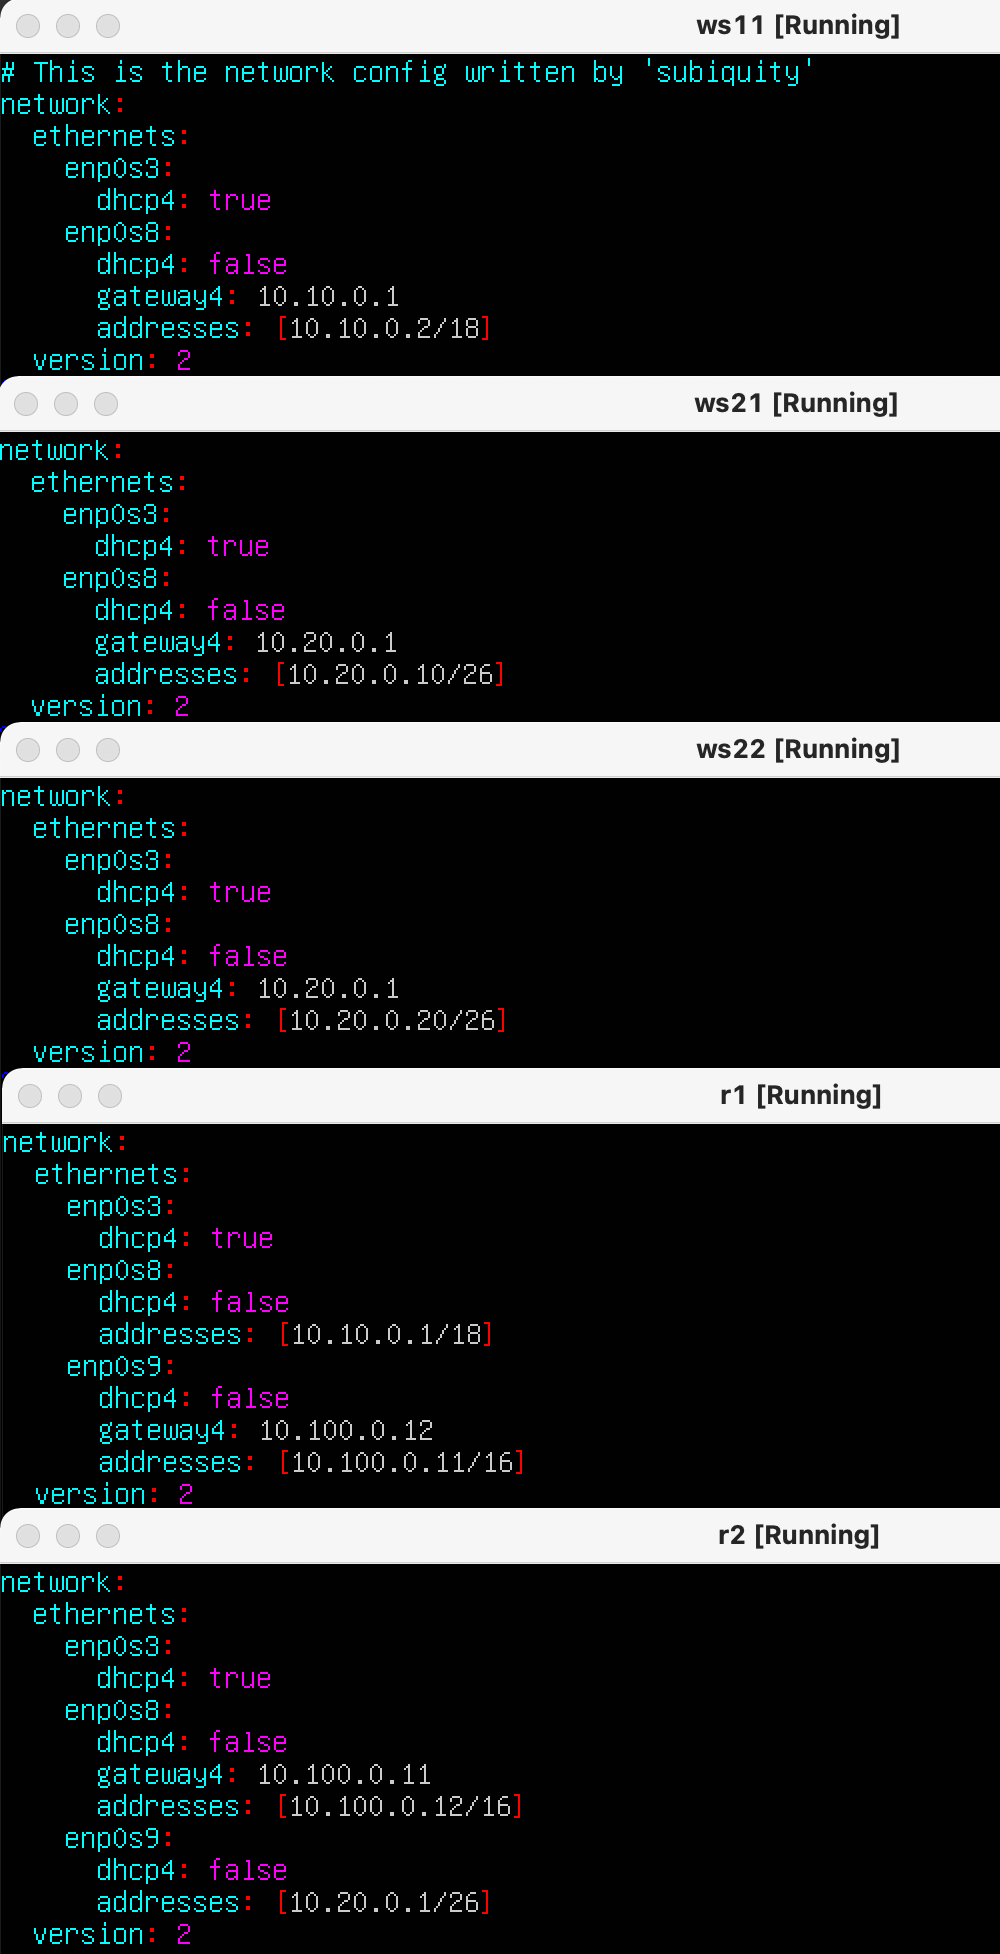 ws11 [Running]
# This is the network config written by 'subiquity'
network:
  ethernets:
    enp0s3:
      dhcp4: true
    enp0s8:
      dhcp4: false
      gateway4: 10.10.0.1
      addresses: [10.10.0.2/18]
  version: 2
ws21 [Running]
network:
  ethernets:
    enp0s3:
      dhcp4: true
    enp0s8:
      dhcp4: false
      gateway4: 10.20.0.1
      addresses: [10.20.0.10/26]
  version: 2
ws22 [Running]
network:
  ethernets:
    enp0s3:
      dhcp4: true
    enp0s8:
      dhcp4: false
      gateway4: 10.20.0.1
      addresses: [10.20.0.20/26]
  version: 2
r1 [Running]
network:
  ethernets:
    enp0s3:
      dhcp4: true
    enp0s8:
      dhcp4: false
      addresses: [10.10.0.1/18]
    enp0s9:
      dhcp4: false
      gateway4: 10.100.0.12
      addresses: [10.100.0.11/16]
  version: 2
r2 [Running]
network:
  ethernets:
    enp0s3:
      dhcp4: true
    enp0s8:
      dhcp4: false
      gateway4: 10.100.0.11
      addresses: [10.100.0.12/16]
    enp0s9:
      dhcp4: false
      addresses: [10.20.0.1/26]
  version: 2